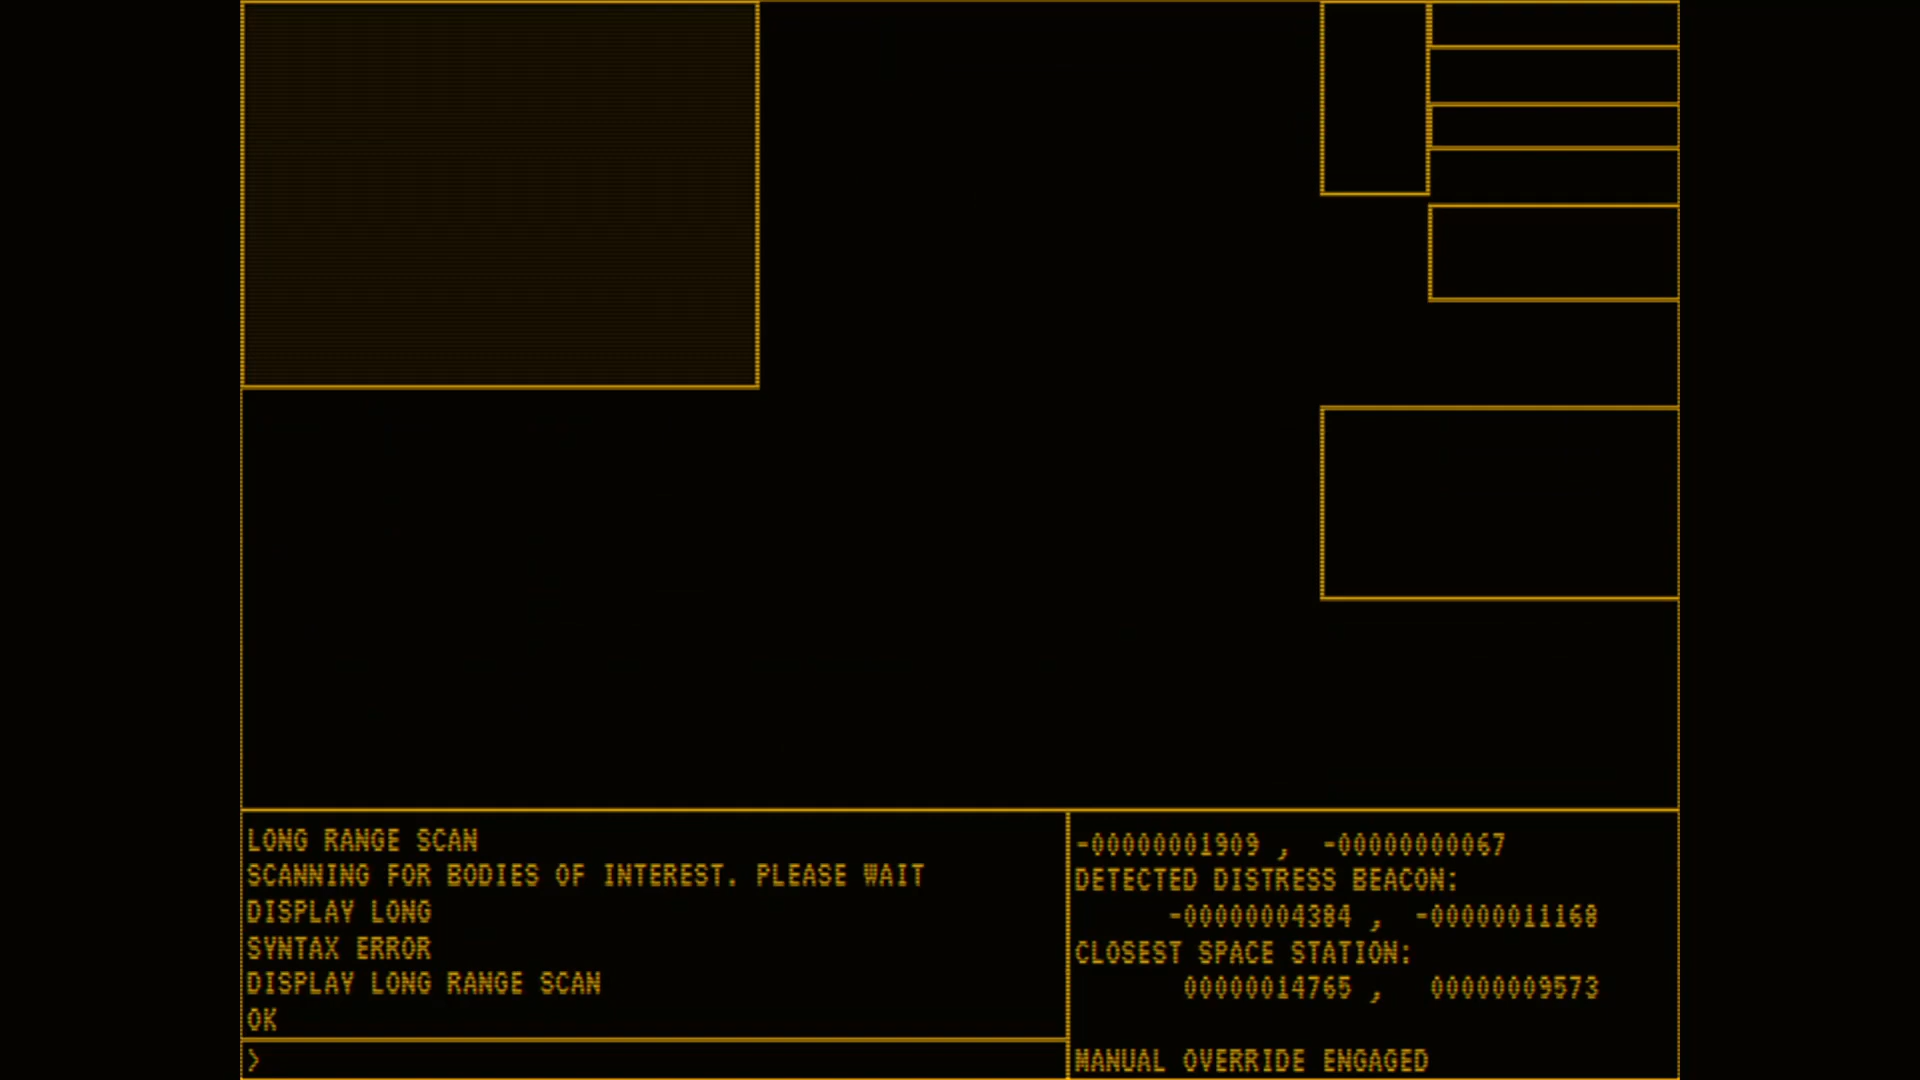 LONG RANGE SCAN
SCANNING FOR BODIES OF INTEREST. PLEASE WAIT
DISPLAY LONG
SYNTAX ERROR
DISPLAY LONG RANGE SCAN
OK
>
-00000001909 , -00000000067
DETECTED DISTRESS BEACON:
-00000004384 , -00000011168
CLOSEST SPACE STATION:
00000014765 , 00000009573
MANUAL OVERRIDE ENGAGED